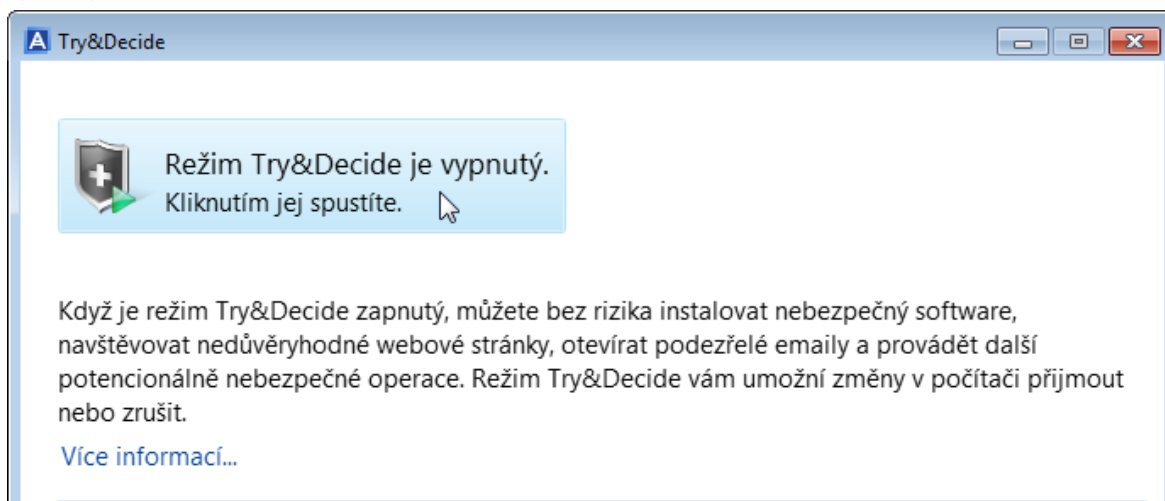 Try&Decide
Režim Try&Decide je vypnutý.
Kliknutím jej spustíte.
Když je režim Try&Decide zapnutý, můžete bez rizika instalovat nebezpečný software,
navštěvovat nedůvěryhodné webové stránky, otevírat podezřelé emaily a provádět další
potencionálně nebezpečné operace. Režim Try&Decide vám umožní změny v počítači přijmout
nebo zrušit.
Více informací...